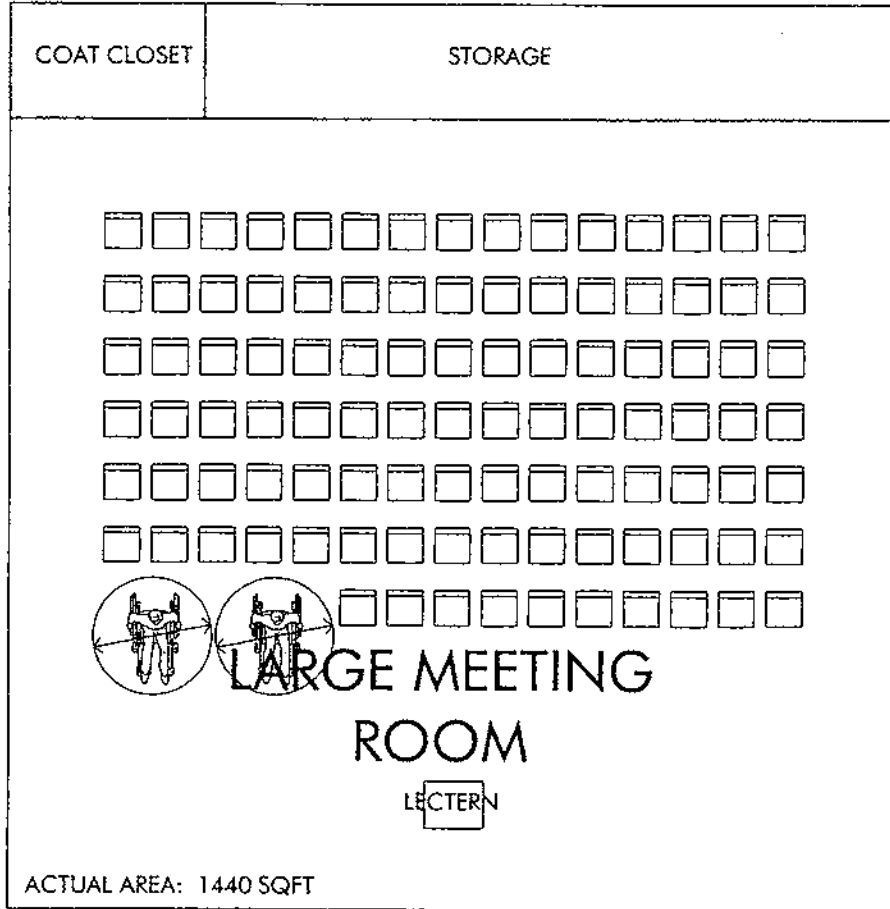 COAT CLOSET
STORAGE
LARGE MEETING
ROOM
LECTERN
ACTUAL AREA: 1440 SQFT